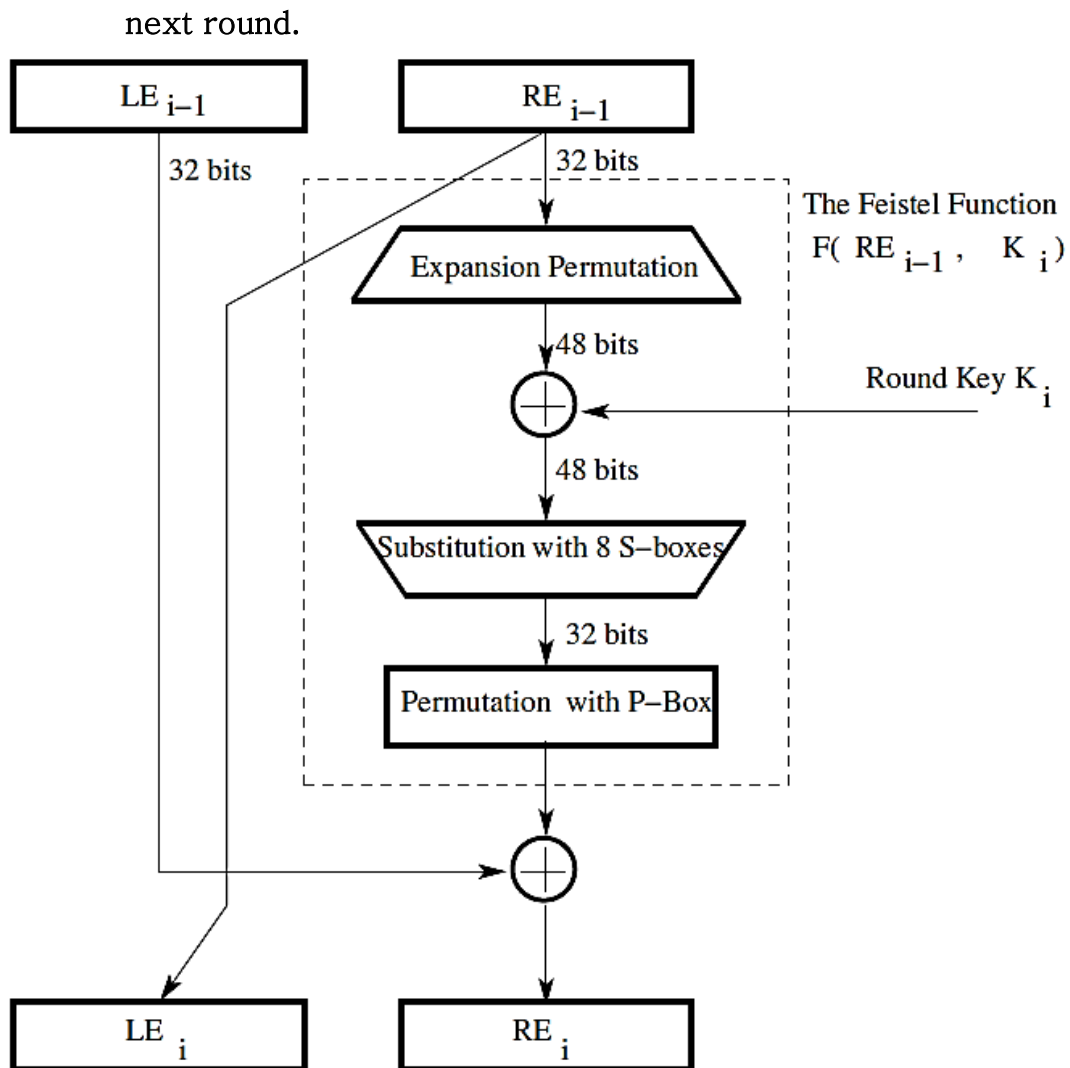 next round.
LE i–1
RE i–1
32 bits
32 bits
The Feistel Function
F( RE i–1 , K i )
Expansion Permutation
48 bits
Round Key K i
48 bits
Substitution with 8 S–boxes
32 bits
Permutation with P–Box
LE i
RE i